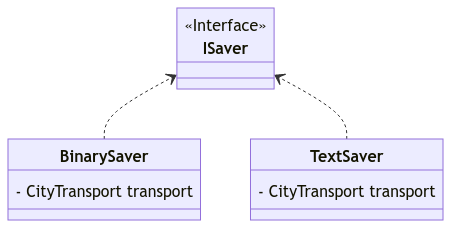 «Interface»
ISaver
BinarySaver
- CityTransport transport
TextSaver
- CityTransport transport